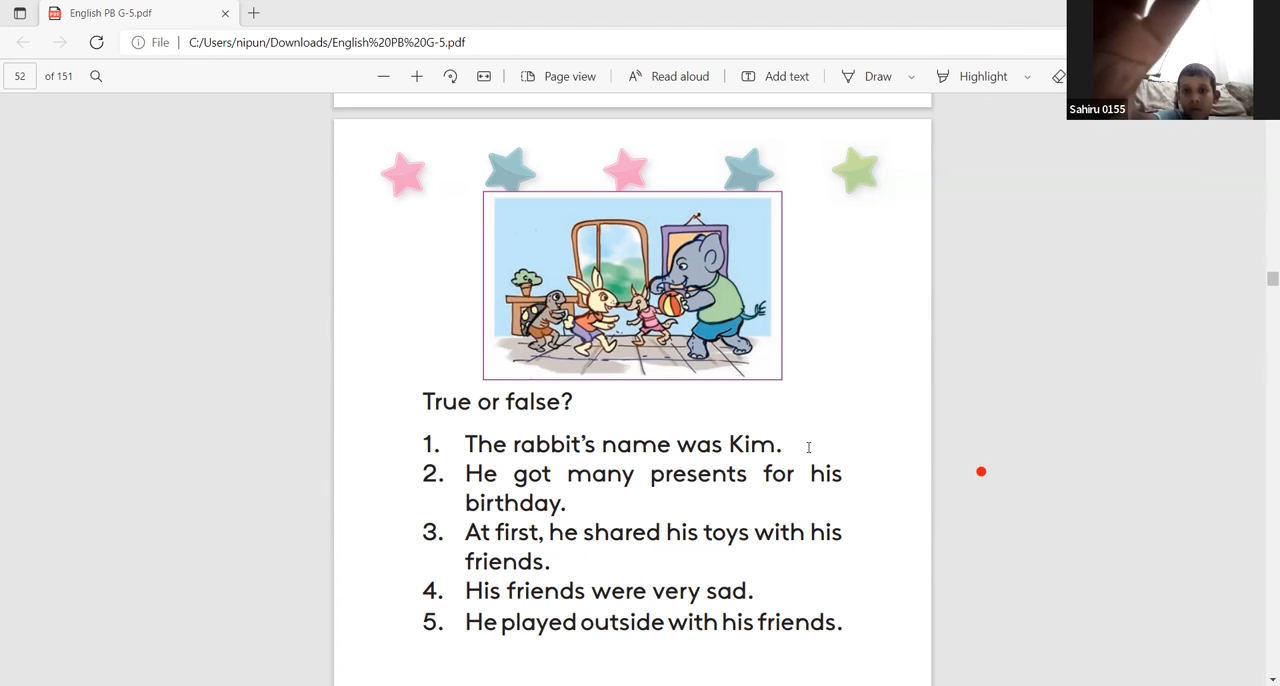 English PB G-5.pdf
File | C:/Users/nipun/Downloads/English%20PB%20G-5.pdf
52 of 151 Page view Read aloud Add text Draw Highlight
Sahiru 0155
True or false?
1. The rabbit's name was Kim.
2. He got many presents for his
birthday.
3. At first, he shared his toys with his
friends.
4. His friends were very sad.
5. He played outside with his friends.